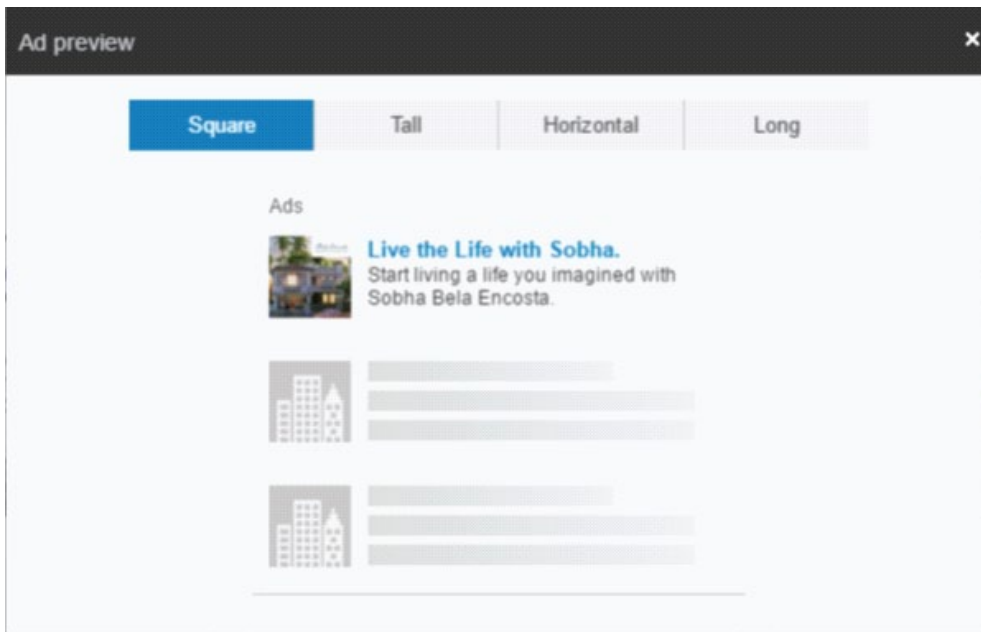 Ad preview
×
Square Tall Horizontal Long
Ads
Live the Life with Sobha.
Start living a life you imagined with
Sobha Bela Encosta.